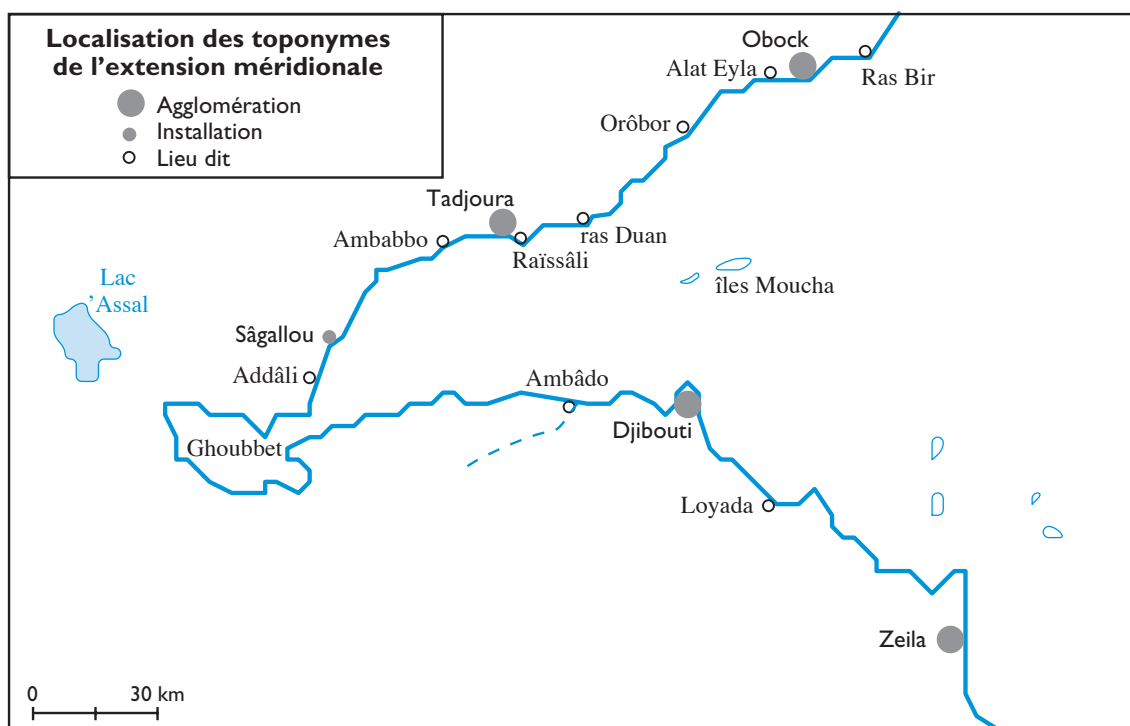 Localisation des toponymes
de l'extension méridionale
Agglomération
Installation
Lieu dit
Obock
Alat Eyla
Ras Bir
Orôbor
Tadjoura
Ambabbo
Raïssâli
ras Duan
îles Moucha
Lac
'Assal
Sâgallou
Addâli
Ambâdo
Djibouti
Ghoubbet
Loyada
Zeila
0 30 km